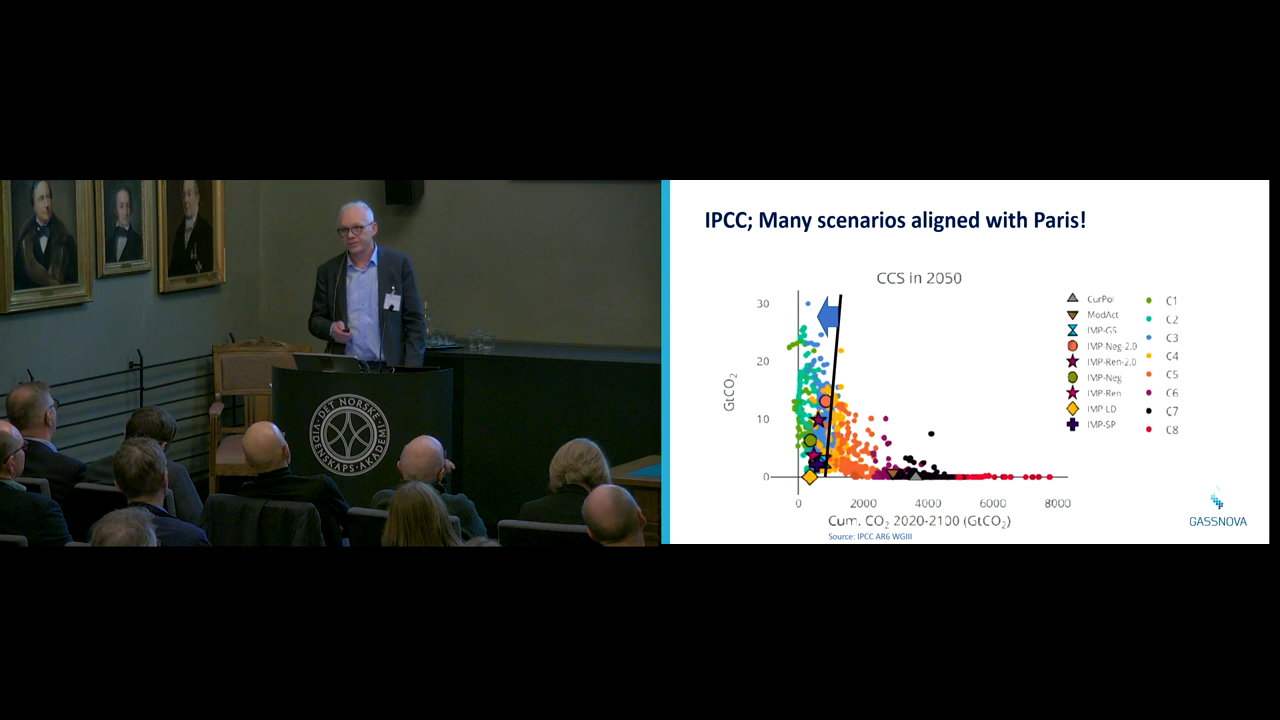 IPCC; Many scenarios aligned with Paris!
CCS in 2050
GtCO₂
30
20
10
0
0
2000
4000
6000
8000
Cum. CO₂ 2020-2100 (GtCO₂)
CurPol
ModAct
IMP-GS
IMP-Neg-2.0
IMP-Ren-2.0
IMP-Neg
IMP-Ren
IMP-LD
IMP-SP
C1
C2
C3
C4
C5
C6
C7
C8
Source: IPCC AR6 WGIII
GASSNOVA
DET NORSKE
VIDENSKAPS-AKADEMI